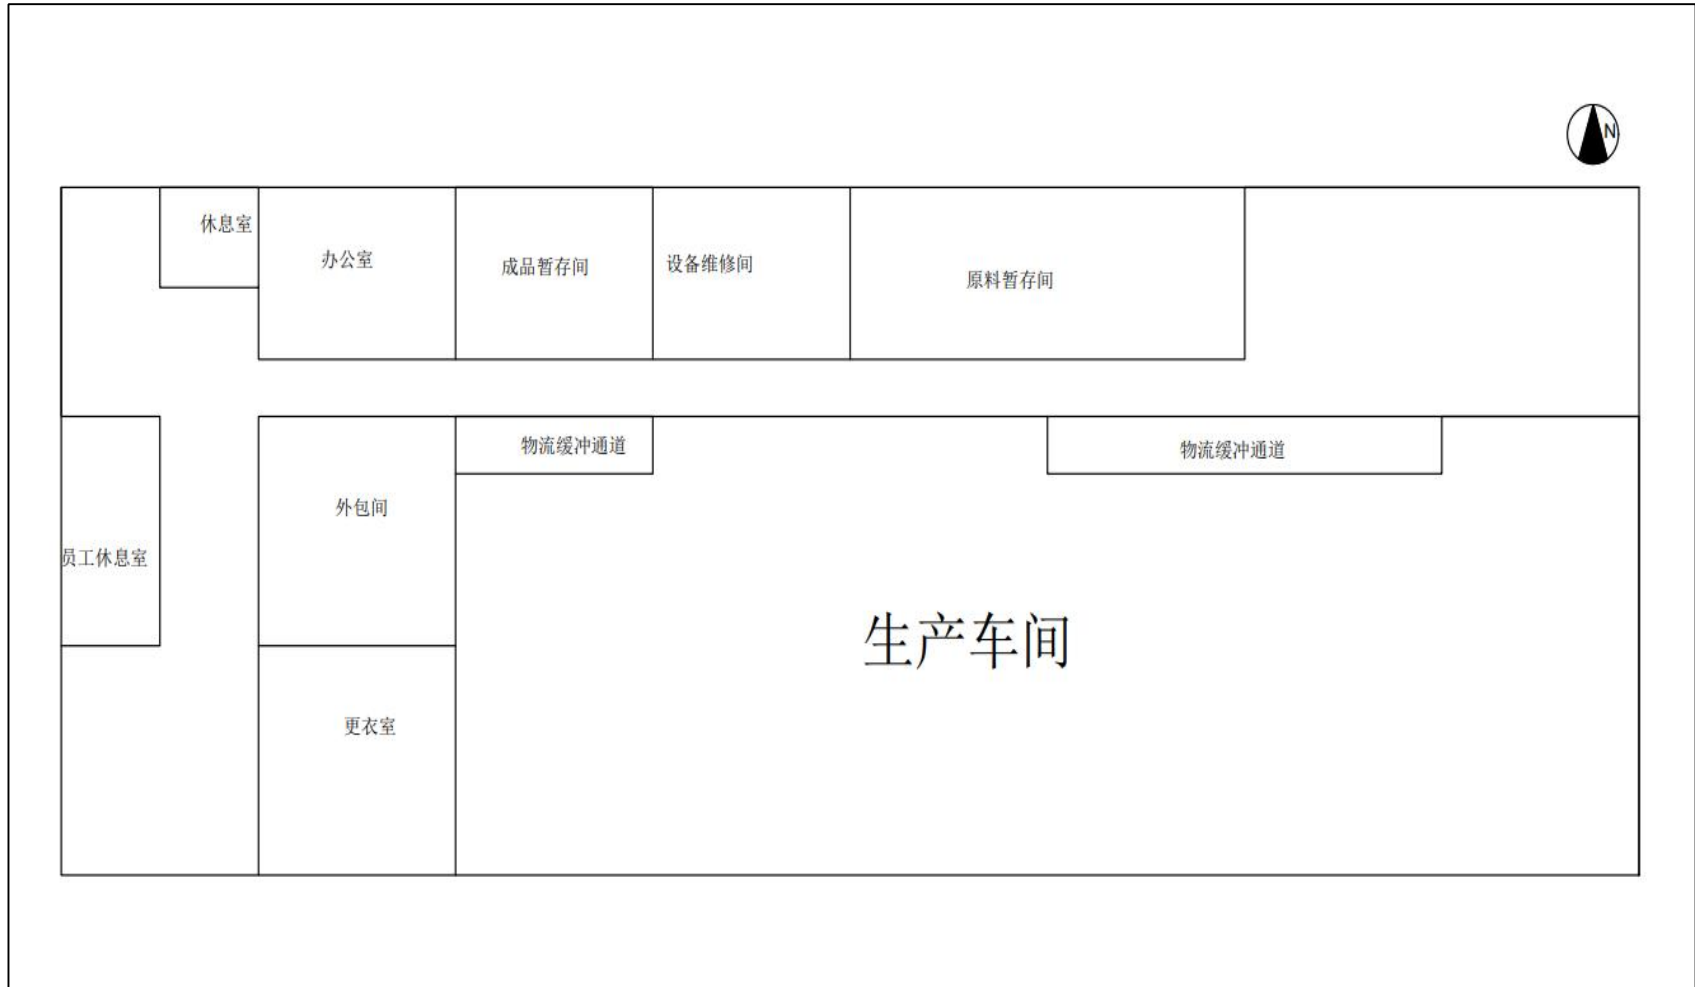 N
休息室
办公室
成品暂存间
设备维修间
原料暂存间
物流缓冲通道
物流缓冲通道
外包间
员工休息室
生产车间
更衣室